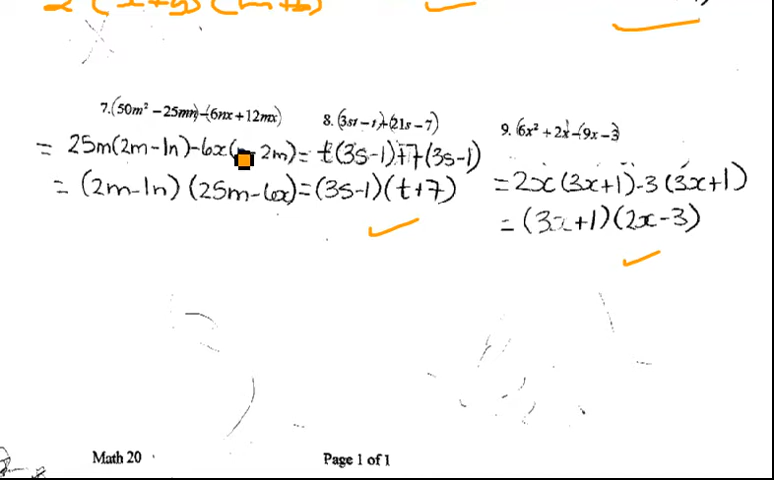 2 (x+y) (m+6)
7.(50m² – 25mn)–(6nx + 12mx)
= 25m(2m-1n)-6x( 2m)
= (2m-1n) (25m-6x)
8. (3st – t)+(21s – 7)
= t(3s-1)+7(3s-1)
=(3s-1)(t+7)
9. (6x² + 2x)–(9x – 3
=2x(3x+1)-3(3x+1)
=(3x+1)(2x-3)
Math 20
Page 1 of 1